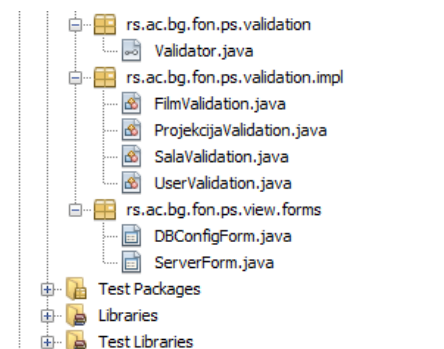 rs.ac.bg.fon.ps.validation
Validator.java
rs.ac.bg.fon.ps.validation.impl
FilmValidation.java
ProjekcijaValidation.java
SalaValidation.java
UserValidation.java
rs.ac.bg.fon.ps.view.forms
DBConfigForm.java
ServerForm.java
Test Packages
Libraries
Test Libraries